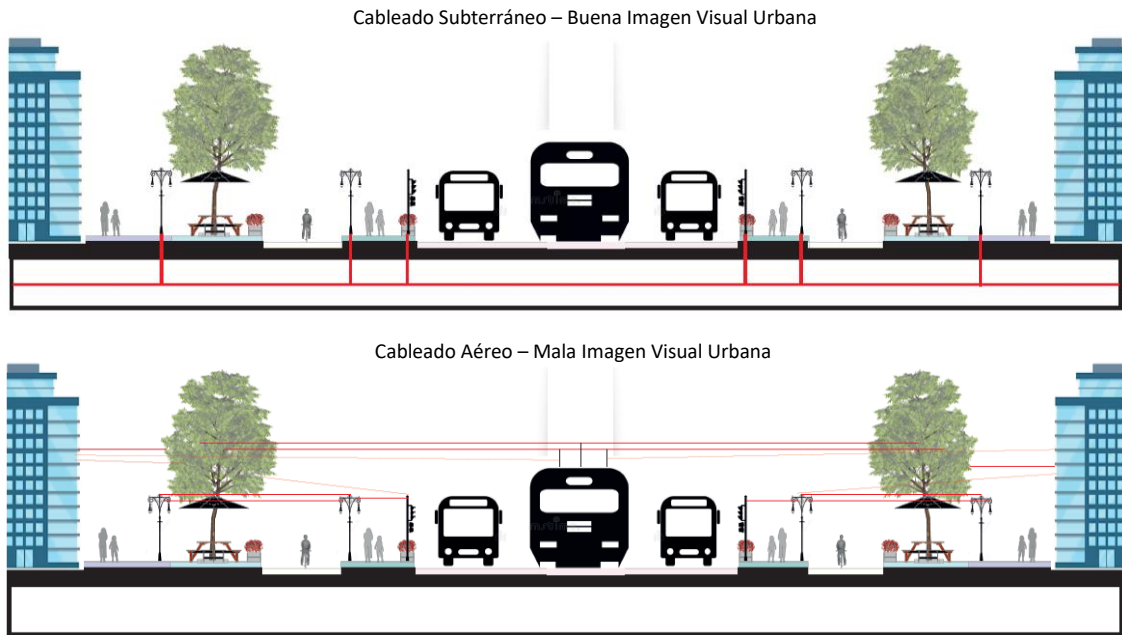 Cableado Subterráneo – Buena Imagen Visual Urbana
Cableado Aéreo – Mala Imagen Visual Urbana